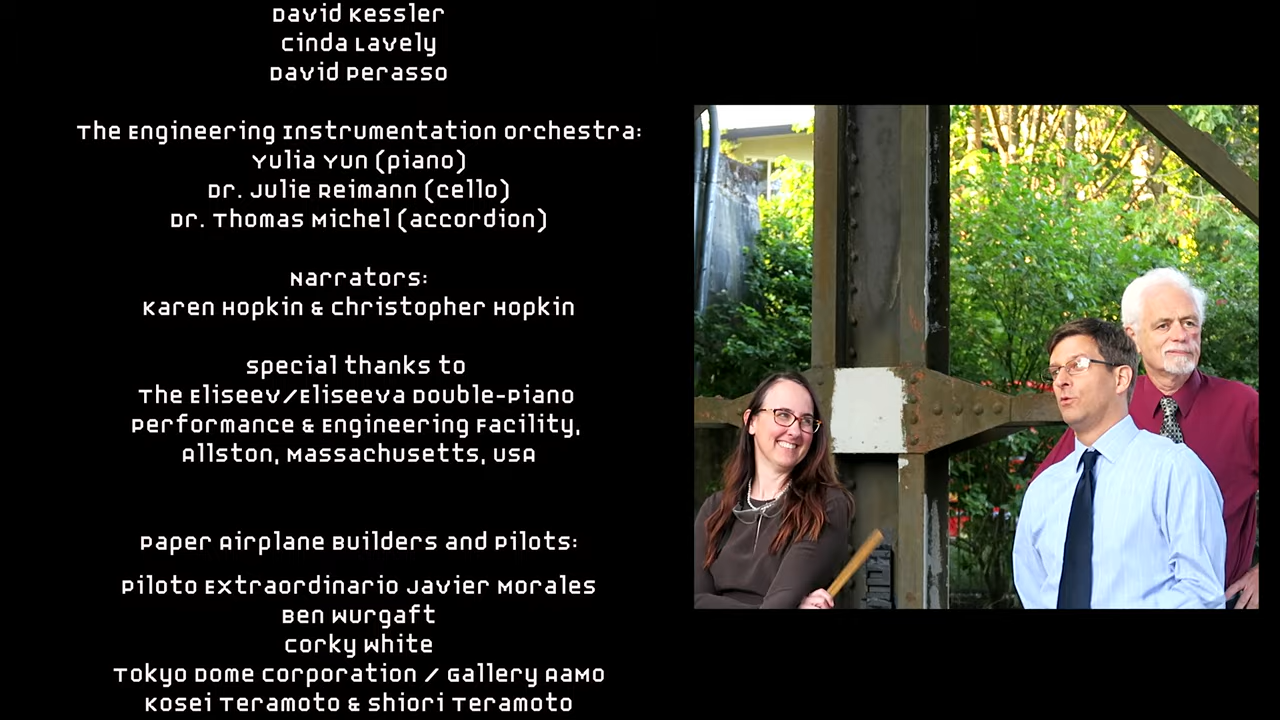 David Kessler
Cinda Lavely
David Perasso
The Engineering Instrumentation Orchestra:
Yulia Yun (piano)
Dr. Julie Reimann (cello)
Dr. Thomas Michel (accordion)
Narrators:
Karen Hopkin & Christopher Hopkin
Special thanks to
The Eliseev/Eliseeva Double-Piano
Performance & Engineering Facility,
Allston, Massachusetts, USA
Paper Airplane Builders and Pilots:
Piloto Extraordinario Javier Morales
Ben Wurgaft
Corky White
Tokyo Dome Corporation / Gallery AaMo
Kosei Teramoto & Shiori Teramoto